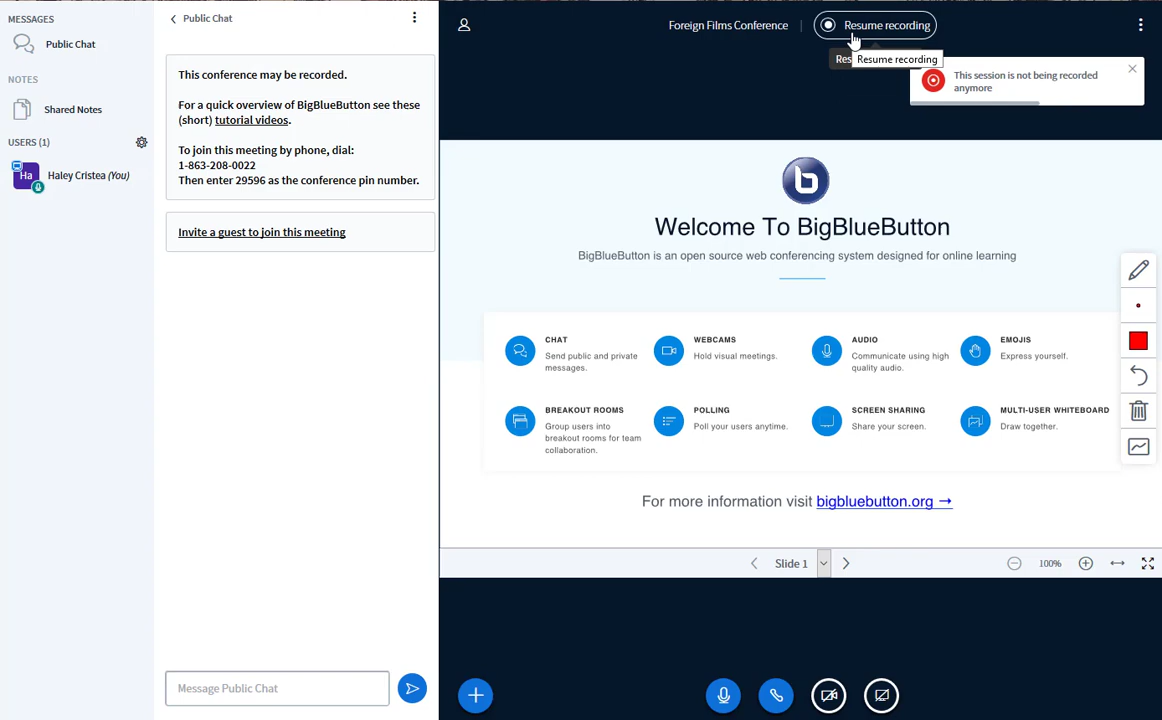 MESSAGES
Public Chat
NOTES
Shared Notes
USERS (1)
Ha
Haley Cristea (You)
Public Chat
This conference may be recorded.
For a quick overview of BigBlueButton see these
(short) tutorial videos.
To join this meeting by phone, dial:
1-863-208-0022
Then enter 29596 as the conference pin number.
Invite a guest to join this meeting
Message Public Chat
Foreign Films Conference
Resume recording
Res
Resume recording
This session is not being recorded
anymore
b
Welcome To BigBlueButton
BigBlueButton is an open source web conferencing system designed for online learning
CHAT
Send public and private
messages.
WEBCAMS
Hold visual meetings.
AUDIO
Communicate using high
quality audio.
EMOJIS
Express yourself.
BREAKOUT ROOMS
Group users into
breakout rooms for team
collaboration.
POLLING
Poll your users anytime.
SCREEN SHARING
Share your screen.
MULTI-USER WHITEBOARD
Draw together.
For more information visit bigbluebutton.org →
Slide 1
100%